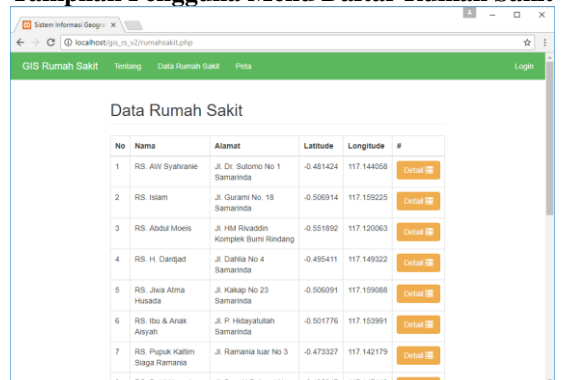 Tampilan Pengguna Menu Daftar Rumah Sakit
Sistem Informasi Geogra
localhost/gis_rs_v2/rumahsakit.php
GIS Rumah Sakit Tentang Data Rumah Sakit Peta Login
Data Rumah Sakit
No Nama Alamat Latitude Longitude #
1 RS. AW Syahranie Jl. Dr. Sutomo No 1 -0.481424 117.144058 Detail
Samarinda
2 RS. Islam Jl. Gurami No. 18 -0.506914 117.159225 Detail
Samarinda
3 RS. Abdul Moeis Jl. HM Rivaddin -0.551892 117.120063 Detail
Komplek Bumi Rindang
4 RS. H. Dardjad Jl. Dahlia No 4 -0.495411 117.149322 Detail
Samarinda
5 RS. Jiwa Atma Jl. Kakap No 23 -0.506091 117.159088 Detail
Husada Samarinda
6 RS. Ibu & Anak Jl. P. Hidayatullah -0.501776 117.153991 Detail
Aisyah Samarinda
7 RS. Pupuk Kaltim Jl. Ramania luar No 3 -0.473327 117.142179 Detail
Siaga Ramania